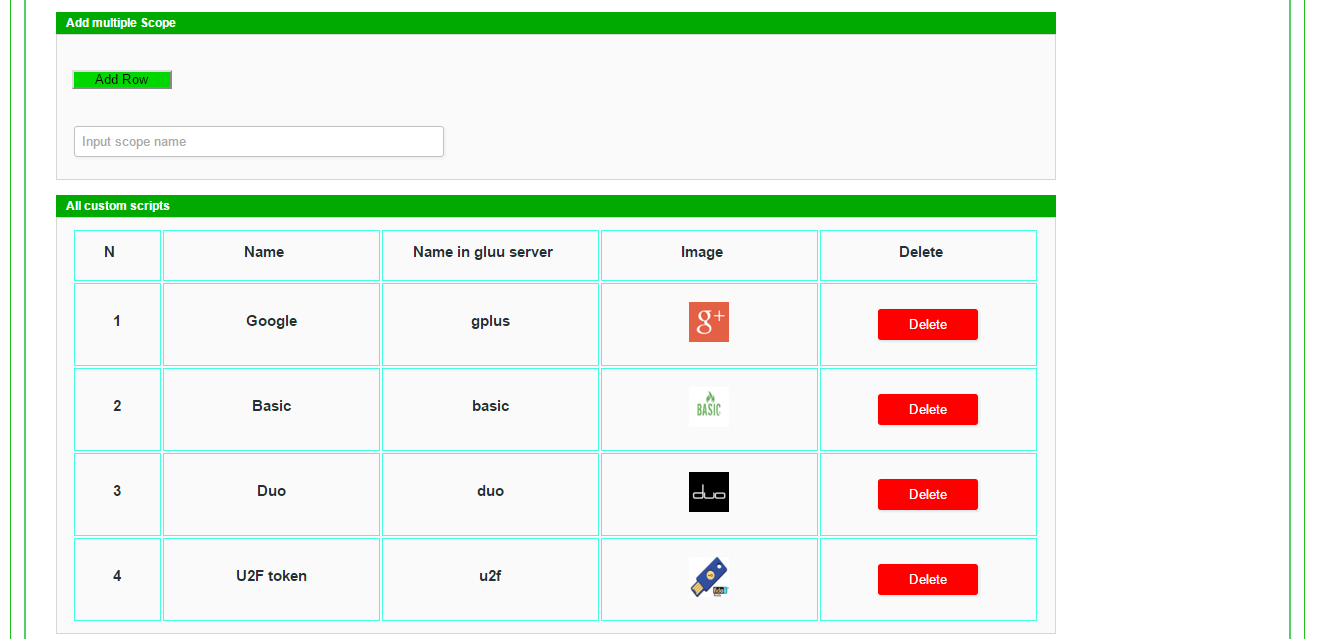 Add multiple Scope
Add Row
Input scope name
All custom scripts
N Name Name in gluu server Image Delete
1 Google gplus g+ Delete
2 Basic basic BASIC Delete
3 Duo duo duo Delete
4 U2F token u2f Delete